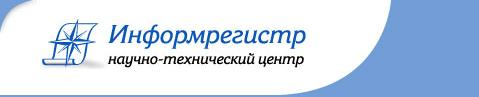 Информрегистр
научно-технический центр